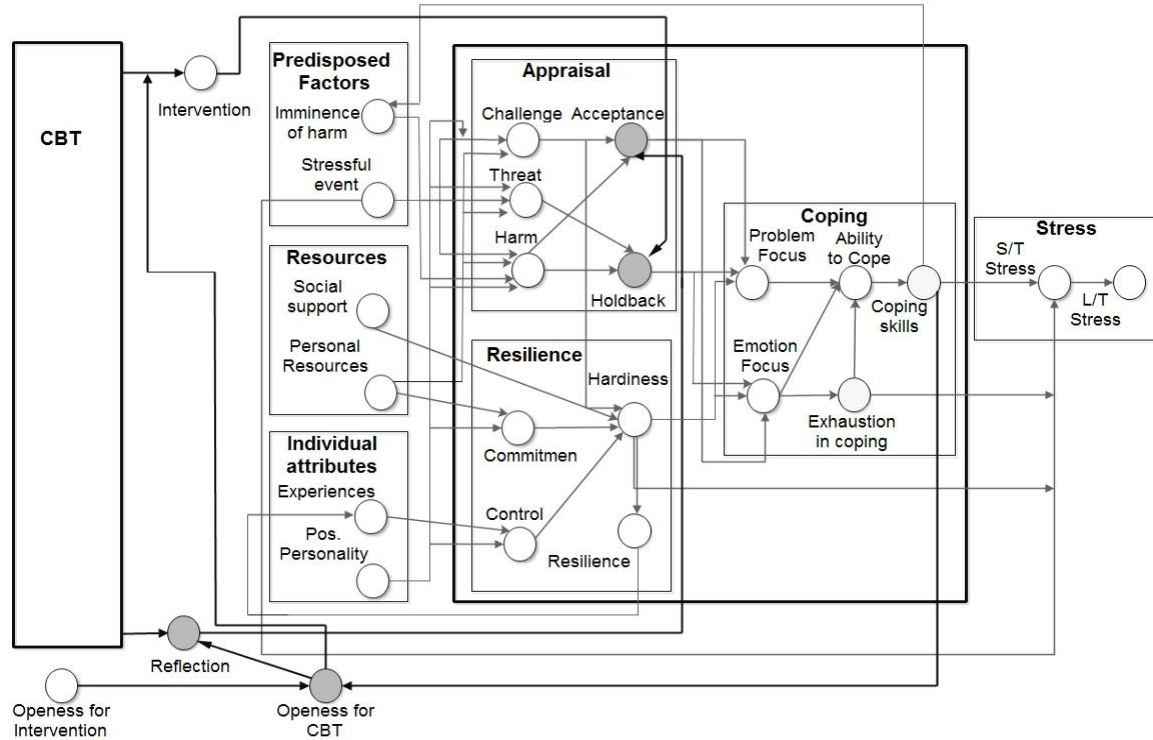 CBT
Intervention
Predisposed
Factors
Imminence
of harm
Stressful
event
Resources
Social
support
Personal
Resources
Individual
attributes
Experiences
Pos.
Personality
Appraisal
Challenge
Acceptance
Threat
Harm
Holdback
Resilience
Hardiness
Commitmen
Control
Resilience
Coping
Problem
Focus
Ability
to Cope
Coping
skills
Emotion
Focus
Exhaustion
in coping
Stress
S/T
Stress
L/T
Stress
Reflection
Openess for
Intervention
Openess for
CBT